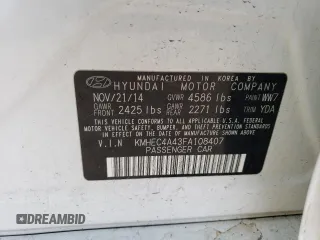 MANUFACTURED IN KOREA BY
HYUNDAI MOTOR COMPANY
NOV/21/14 GVWR 4586 lbs PAINT WW7
GAWR FRONT 2425 lbs GAWR REAR 2271 lbs TRIM YDA
THIS VEHICLE CONFORMS TO ALL APPLICABLE
U.S.A. FEDERAL MOTOR VEHICLE SAFETY,
BUMPER, AND THEFT PREVENTION STANDARDS
IN EFFECT ON THE DATE OF MANUFACTURE
SHOWN ABOVE.
V.I.N KMHEC4A43FA108407
PASSENGER CAR
DREAMBID